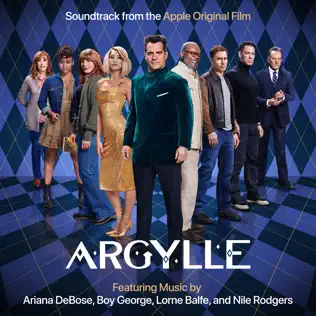 Soundtrack from the Apple Original Film
ARGYLLE
Featuring Music by
Ariana DeBose, Boy George, Lorne Balfe, and Nile Rodgers